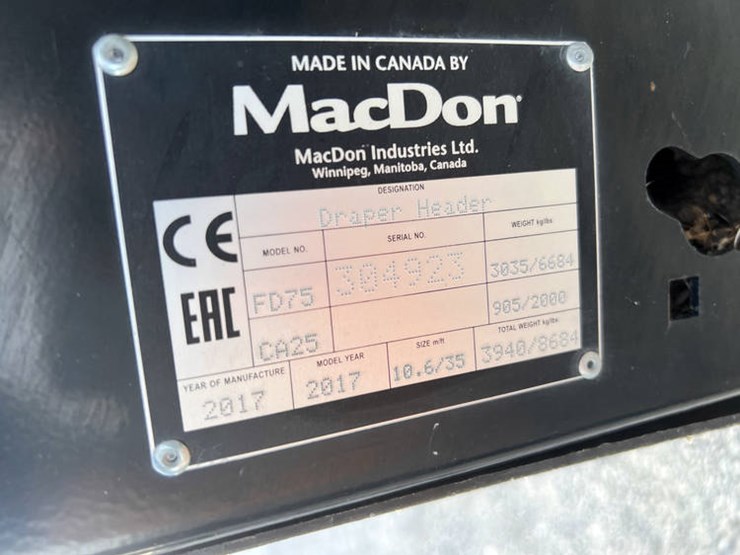 MADE IN CANADA BY
MacDon®
MacDon Industries Ltd.
Winnipeg, Manitoba, Canada
DESIGNATION
Draper Header
CE
EAC
MODEL NO.
SERIAL NO.
WEIGHT kg/lbs
FD75
304923
3035/6684
CA25
905/2000
YEAR OF MANUFACTURE
MODEL YEAR
SIZE m/ft
TOTAL WEIGHT kg/lbs
2017
2017
10.6/35
3940/8684